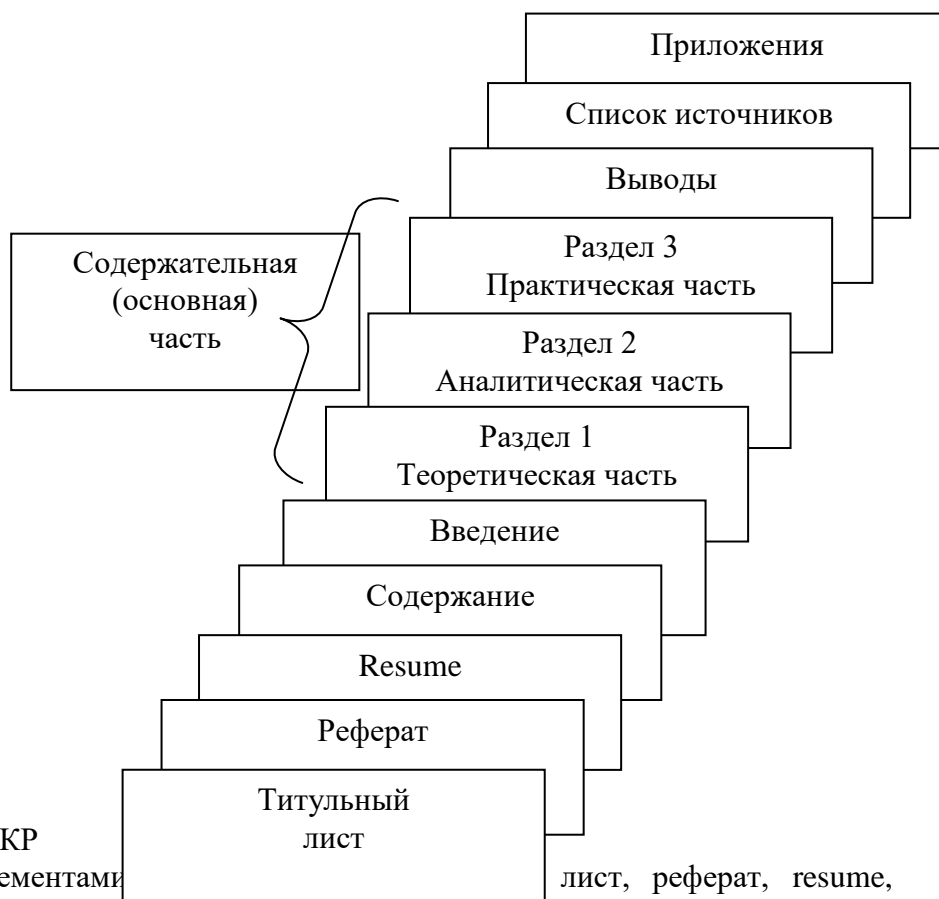 Приложения
Список источников
Выводы
Раздел 3
Практическая часть
Содержательная
(основная)
часть
Раздел 2
Аналитическая часть
Раздел 1
Теоретическая часть
Введение
Содержание
Resume
Реферат
Титульный
лист
КР
лист, реферат, resume,